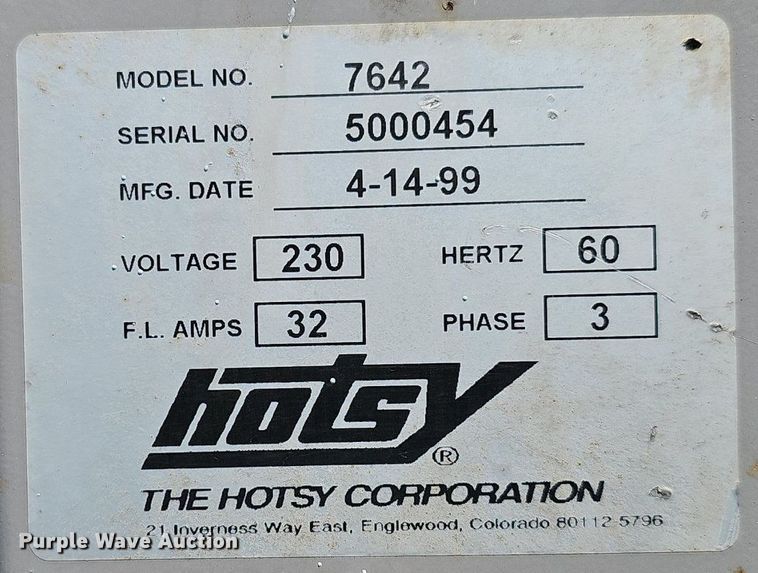 MODEL NO. 7642
SERIAL NO. 5000454
MFG. DATE 4-14-99
VOLTAGE 230 HERTZ 60
F.L. AMPS 32 PHASE 3
hotsy ®
THE HOTSY CORPORATION
21 Inverness Way East, Englewood, Colorado 80112-5796
Purple Wave Auction